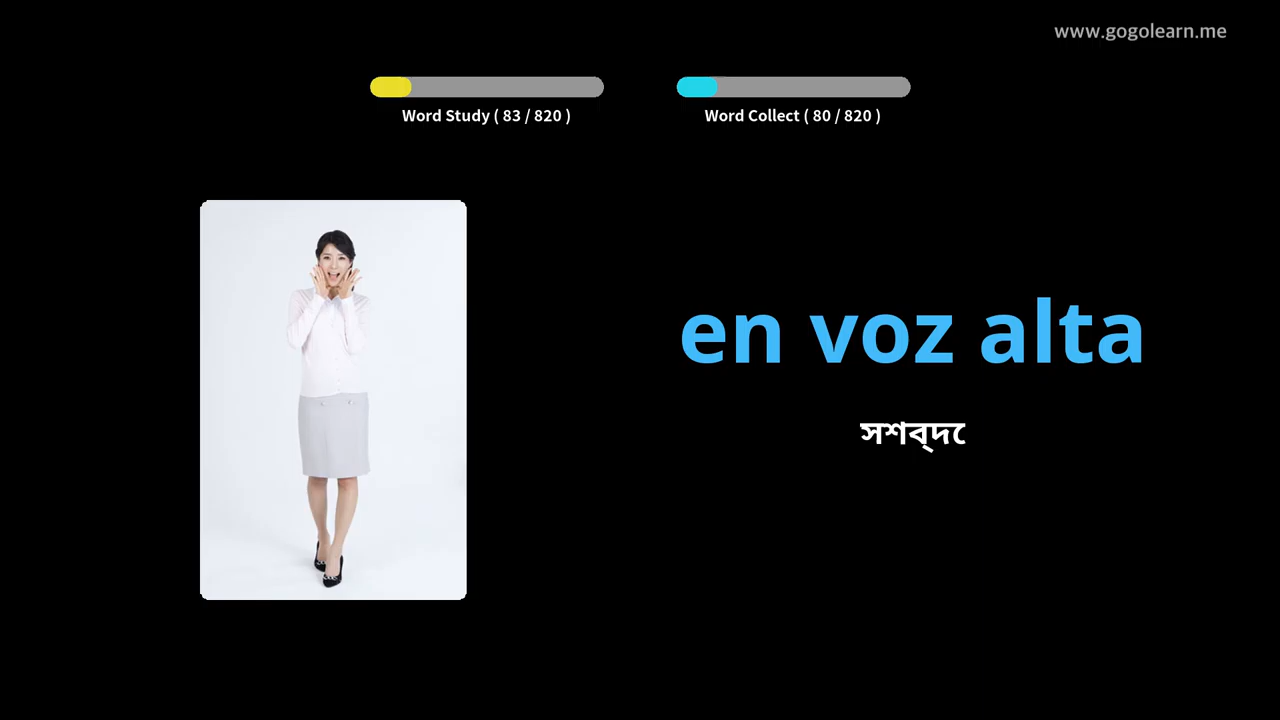 www.gogolearn.me
Word Study ( 83 / 820 )
Word Collect ( 80 / 820 )
en voz alta
সশব্দে